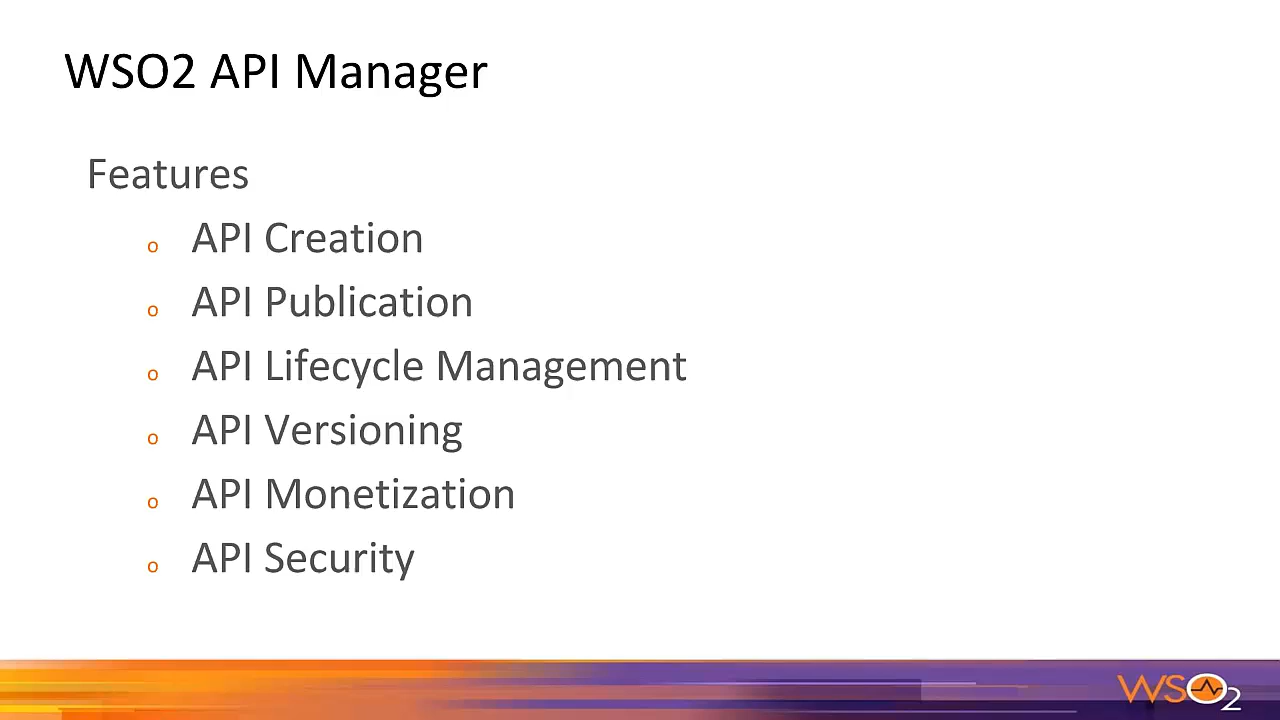 WSO2 API Manager
Features
o API Creation
o API Publication
o API Lifecycle Management
o API Versioning
o API Monetization
o API Security
WSO2